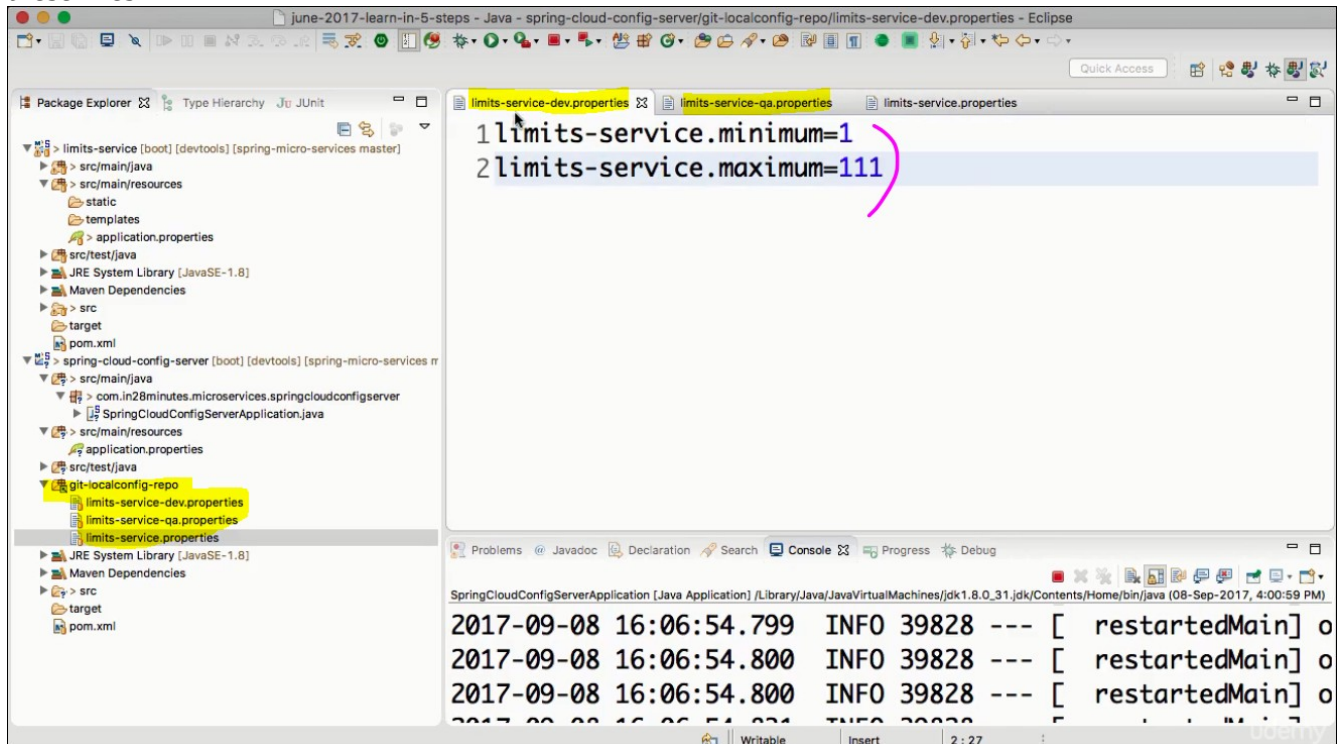 june-2017-learn-in-5-steps - Java - spring-cloud-config-server/git-localconfig-repo/limits-service-dev.properties - Eclipse
Quick Access
Package Explorer
Type Hierarchy
Ju JUnit
> limits-service [boot] [devtools] [spring-micro-services master]
> src/main/java
> src/main/resources
static
templates
> application.properties
src/test/java
JRE System Library [JavaSE-1.8]
Maven Dependencies
> src
target
pom.xml
> spring-cloud-config-server [boot] [devtools] [spring-micro-services m
> src/main/java
> com.in28minutes.microservices.springcloudconfigserver
SpringCloudConfigServerApplication.java
> src/main/resources
application.properties
src/test/java
git-localconfig-repo
limits-service-dev.properties
limits-service-qa.properties
limits-service.properties
JRE System Library [JavaSE-1.8]
Maven Dependencies
> src
target
pom.xml
limits-service-dev.properties
limits-service-qa.properties
limits-service.properties
1 limits-service.minimum=1
2 limits-service.maximum=111
Problems @ Javadoc Declaration Search Console Progress Debug
SpringCloudConfigServerApplication [Java Application] /Library/Java/JavaVirtualMachines/jdk1.8.0_31.jdk/Contents/Home/bin/java (08-Sep-2017, 4:00:59 PM)
2017-09-08 16:06:54.799 INFO 39828 --- [ restartedMain] o
2017-09-08 16:06:54.800 INFO 39828 --- [ restartedMain] o
2017-09-08 16:06:54.800 INFO 39828 --- [ restartedMain] o
Writable
Insert
2 : 27
udemy